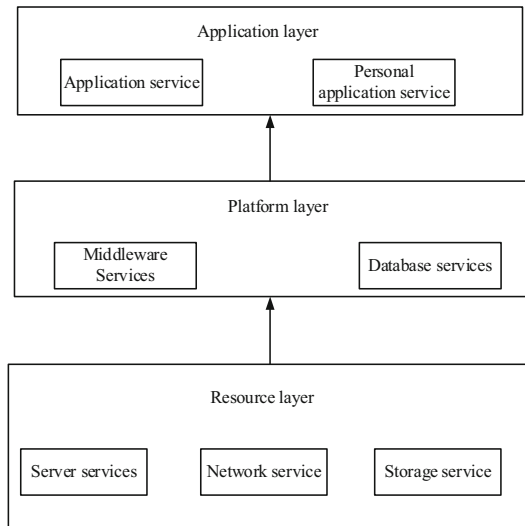 Application layer
Application service
Personal
application service
Platform layer
Middleware
Services
Database services
Resource layer
Server services
Network service
Storage service